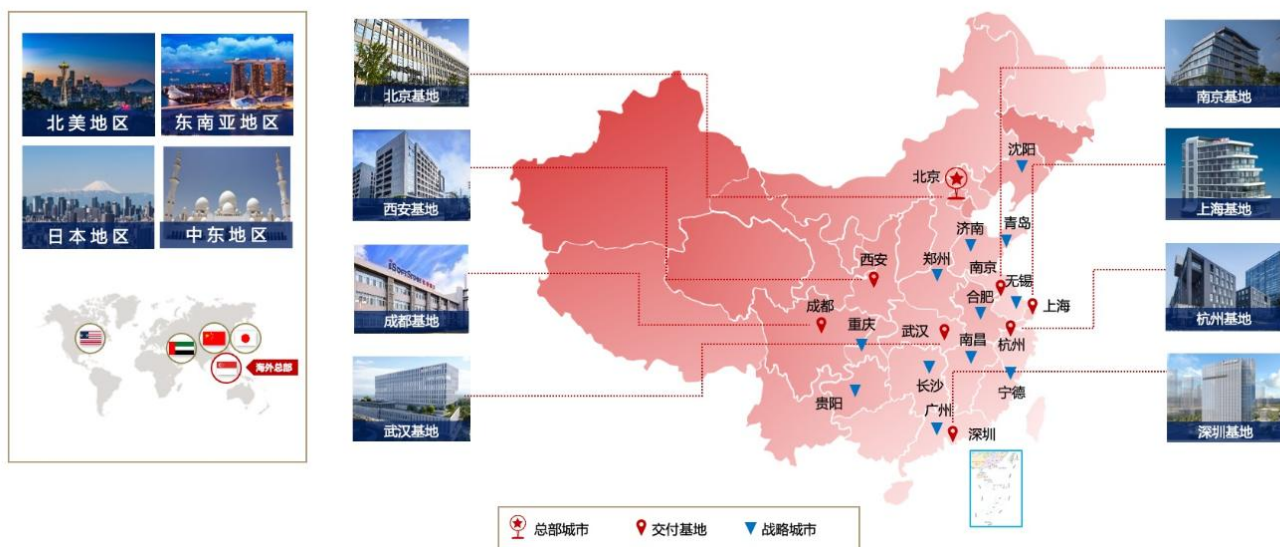 北美地区
东南亚地区
日本地区
中东地区
海外总部
北京基地
西安基地
成都基地
武汉基地
沈阳
北京
青岛
济南
郑州
西安
南京
无锡
合肥
上海
成都
重庆
武汉
南昌
杭州
长沙
宁德
贵阳
广州
深圳
南京基地
上海基地
杭州基地
深圳基地
总部城市
交付基地
战略城市